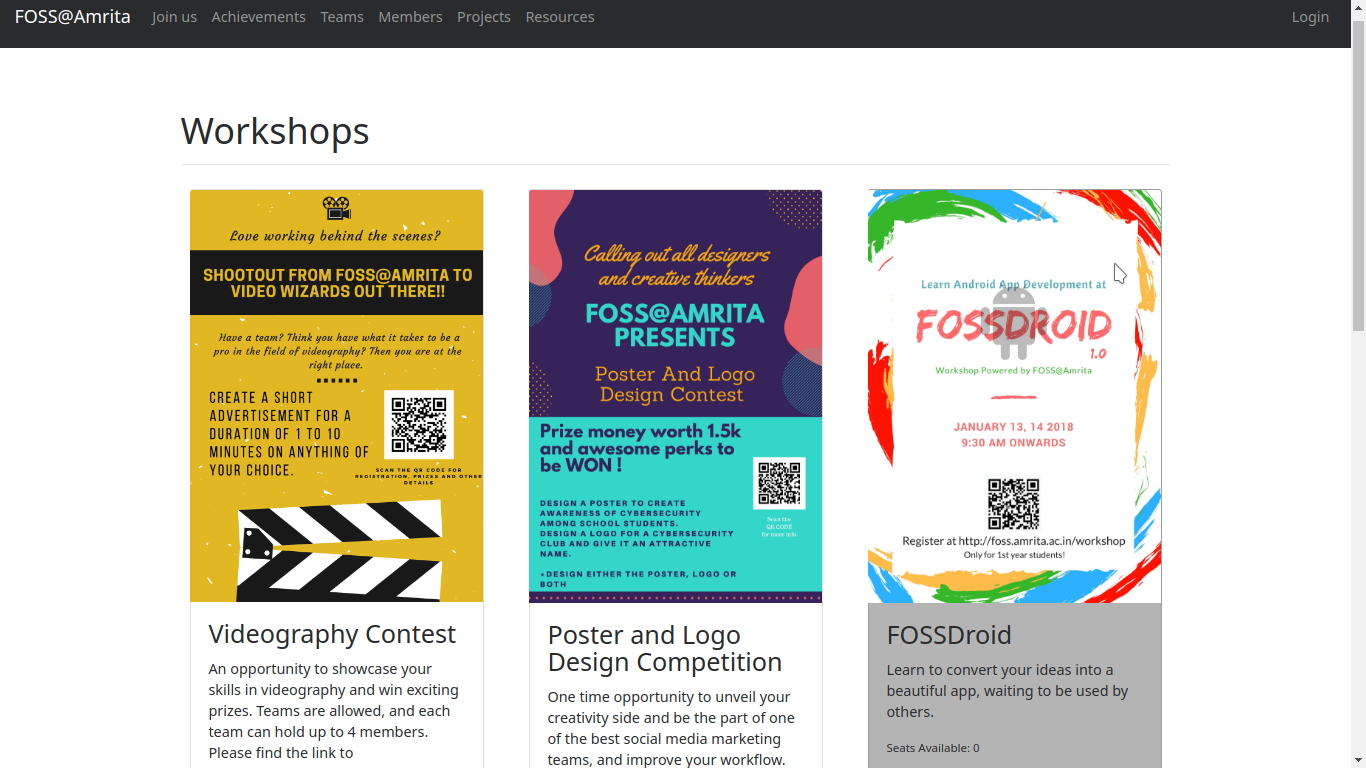 FOSS@Amrita Join us Achievements Teams Members Projects Resources Login
Workshops
Love working behind the scenes?
SHOOTOUT FROM FOSS@AMRITA TO
VIDEO WIZARDS OUT THERE!!
Have a team? Think you have what it takes to be a
pro in the field of videography? Then you are at the
right place.
CREATE A SHORT
ADVERTISEMENT FOR A
DURATION OF 1 TO 10
MINUTES ON ANYTHING OF
YOUR CHOICE.
SCAN THE QR CODE FOR
REGISTRATION, PRIZES AND OTHER
DETAILS
Videography Contest
An opportunity to showcase your
skills in videography and win exciting
prizes. Teams are allowed, and each
team can hold up to 4 members.
Please find the link to
Calling out all designers
and creative thinkers
FOSS@AMRITA
PRESENTS
Poster And Logo
Design Contest
Prize money worth 1.5k
and awesome perks to
be WON !
DESIGN A POSTER TO CREATE
AWARENESS OF CYBERSECURITY
AMONG SCHOOL STUDENTS.
DESIGN A LOGO FOR A CYBERSECURITY
CLUB AND GIVE IT AN ATTRACTIVE
NAME.
*DESIGN EITHER THE POSTER, LOGO OR
BOTH
Scan the
QR CODE
for more info.
Poster and Logo
Design Competition
One time opportunity to unveil your
creativity side and be the part of one
of the best social media marketing
teams, and improve your workflow.
Learn Android App Development at
FOSSDROID
1.0
Workshop Powered by FOSS@Amrita
JANUARY 13, 14 2018
9:30 AM ONWARDS
Register at http://foss.amrita.ac.in/workshop
Only for 1st year students!
FOSSDroid
Learn to convert your ideas into a
beautiful app, waiting to be used by
others.
Seats Available: 0